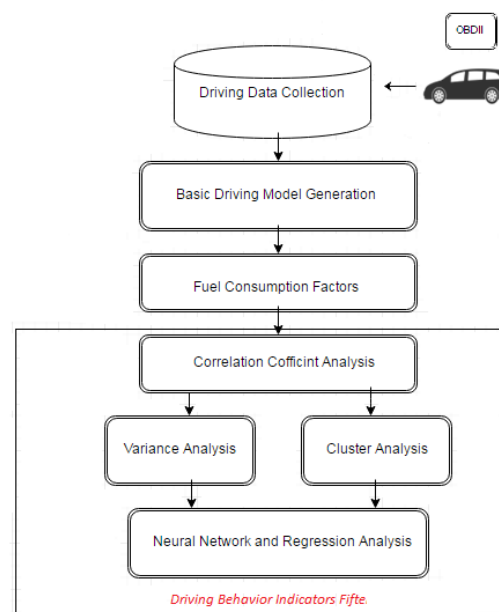 OBDII
Driving Data Collection
Basic Driving Model Generation
Fuel Consumption Factors
Correlation Cofficint Analysis
Variance Analysis
Cluster Analysis
Neural Network and Regression Analysis
Driving Behavior Indicators Fifte